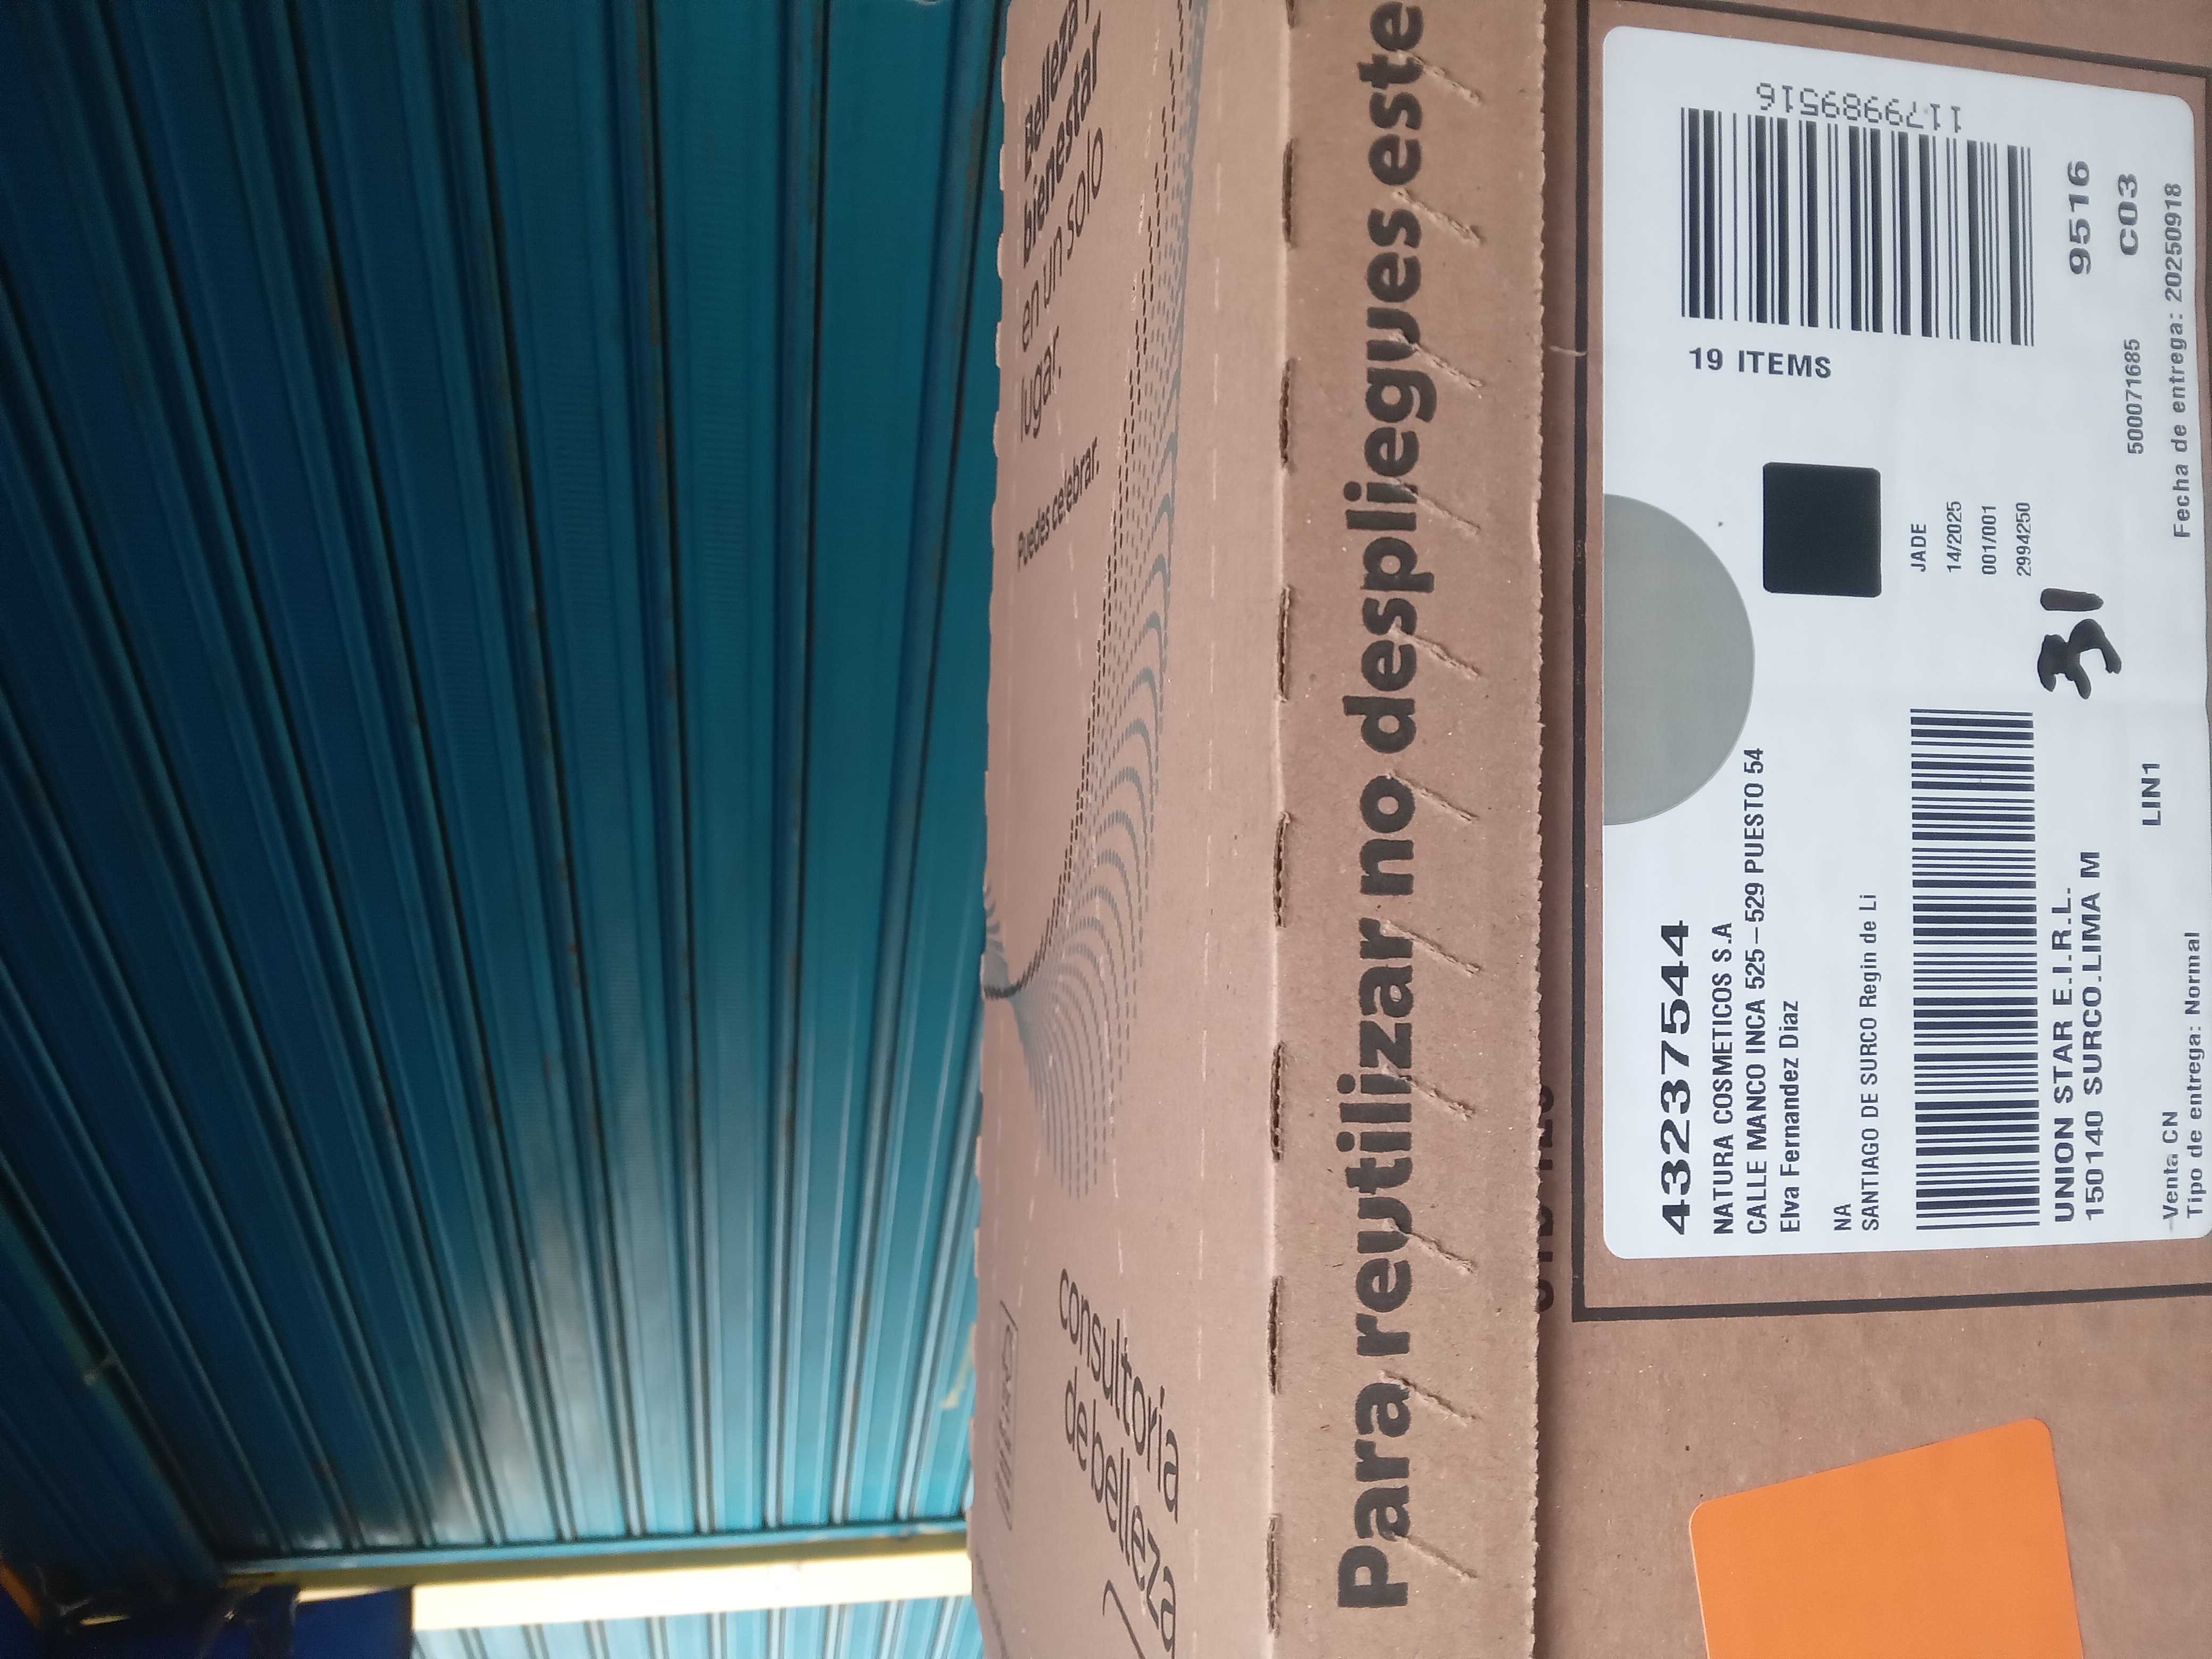 Belleza y
bienestar
en un solo
lugar.
Puedes celebrar.
consultoria
de belleza
Para reutilizar no despliegues este
43237544
NATURA COSMETICOS S.A
CALLE MANCO INCA 525-529 PUESTO 54
Elva Fernandez Diaz
NA
SANTIAGO DE SURCO Regin de Li
UNION STAR E.I.R.L.
150140 SURCO.LIMA M
LIN1
Venta CN
Tipo de entrega: Normal
1179989516
19 ITEMS
JADE
14/2025
001/001
2994250
31
9516
C03
500071685
Fecha de entrega: 20250918